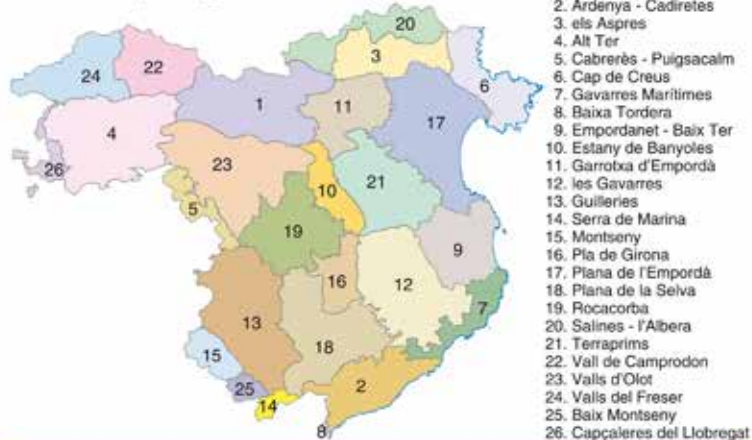 2. Ardenya - Cadiretes
3. els Aspres
4. Alt Ter
5. Cabrerès - Puigsacalm
6. Cap de Creus
7. Gavarres Marítimes
8. Baixa Tordera
9. Empordanet - Baix Ter
10. Estany de Banyoles
11. Garrotxa d'Empordà
12. les Gavarres
13. Guilleries
14. Serra de Marina
15. Montseny
16. Pla de Girona
17. Plana de l'Empordà
18. Plana de la Selva
19. Rocacorba
20. Salines - l'Albera
21. Terraprims
22. Vall de Camprodon
23. Valls d'Olot
24. Valls del Freser
25. Baix Montseny
26. Capçaleres del Llobregat
20
3
24
22
6
1
11
17
4
23
26
10
21
5
19
9
16
12
7
13
18
15
25
2
14
8